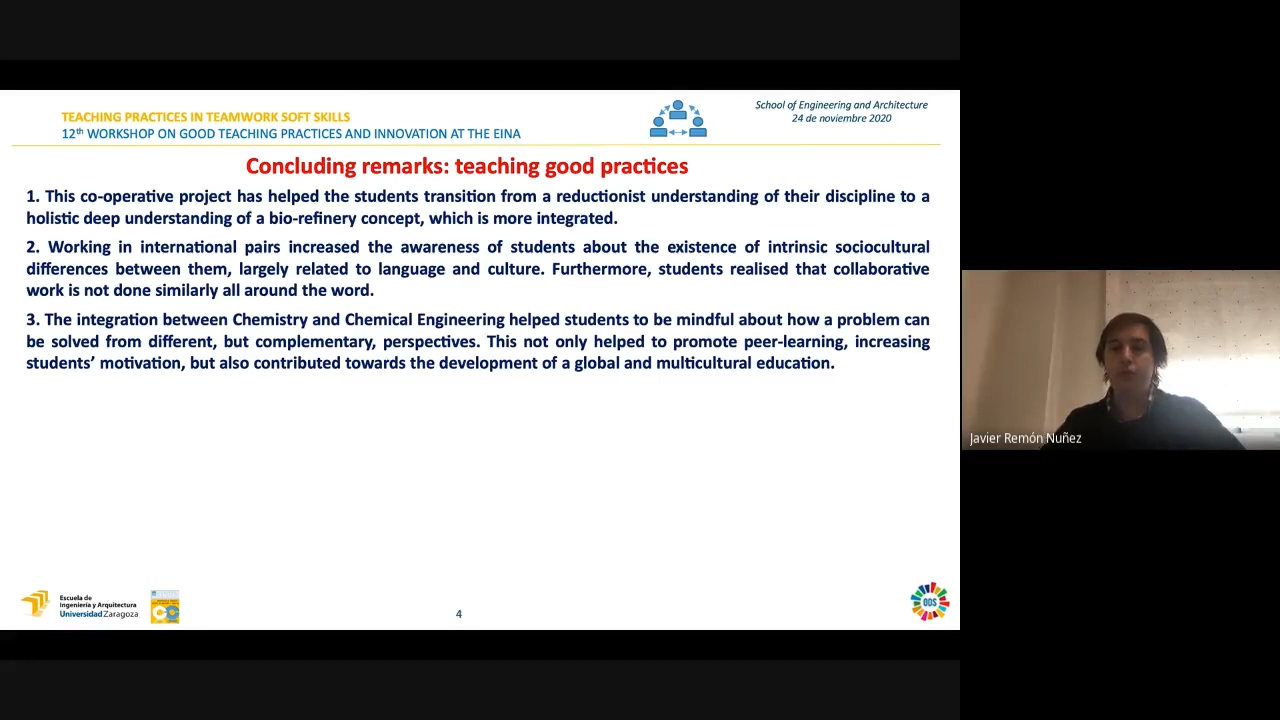 TEACHING PRACTICES IN TEAMWORK SOFT SKILLS
12th WORKSHOP ON GOOD TEACHING PRACTICES AND INNOVATION AT THE EINA
School of Engineering and Architecture
24 de noviembre 2020
Concluding remarks: teaching good practices
1. This co-operative project has helped the students transition from a reductionist understanding of their discipline to a
holistic deep understanding of a bio-refinery concept, which is more integrated.
2. Working in international pairs increased the awareness of students about the existence of intrinsic sociocultural
differences between them, largely related to language and culture. Furthermore, students realised that collaborative
work is not done similarly all around the word.
3. The integration between Chemistry and Chemical Engineering helped students to be mindful about how a problem can
be solved from different, but complementary, perspectives. This not only helped to promote peer-learning, increasing
students' motivation, but also contributed towards the development of a global and multicultural education.
Javier Remón Nuñez
Escuela de
Ingeniería y Arquitectura
Universidad Zaragoza
4
ODS